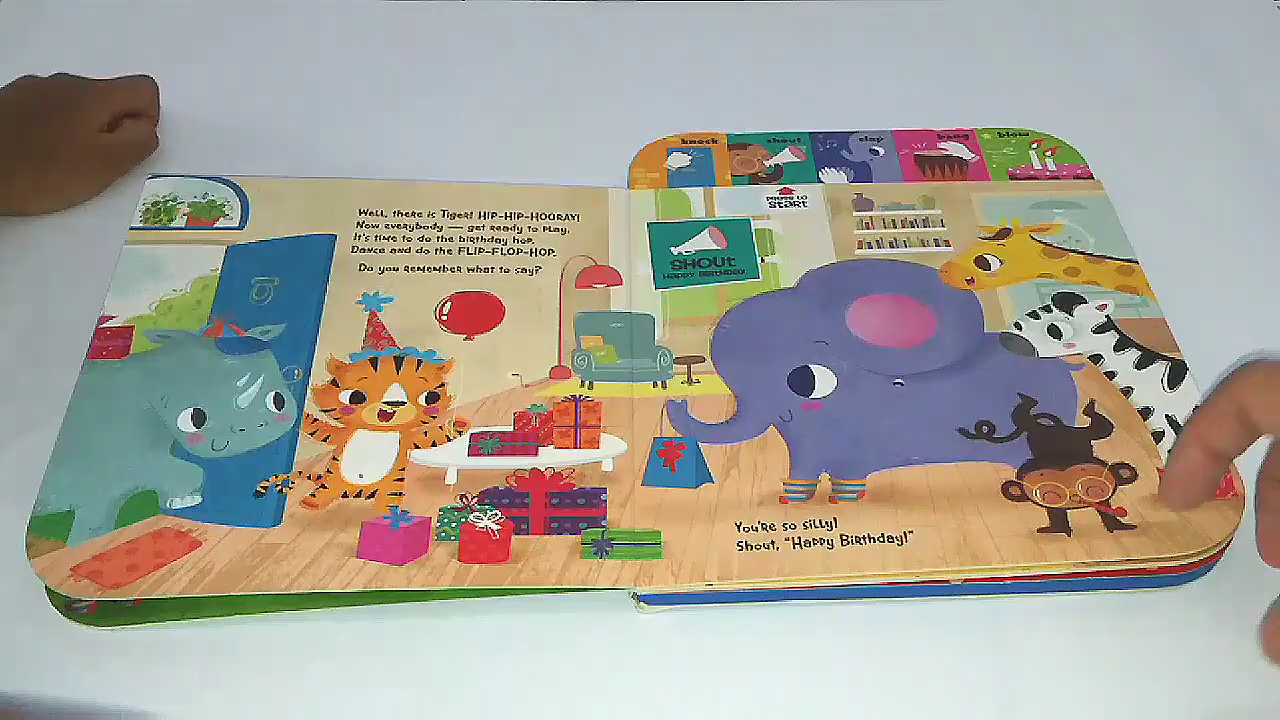 Well, there is Tiger! HIP-HIP-HOORAY!
Now everybody — get ready to play.
It's time to do the birthday hop.
Dance and do the FLIP-FLOP-HOP.
Do you remember what to say?
knock
shout
clap
bang
blow
press to
start
SHOUT
Happy Birthday!
You're so silly!
Shout, "Happy Birthday!"